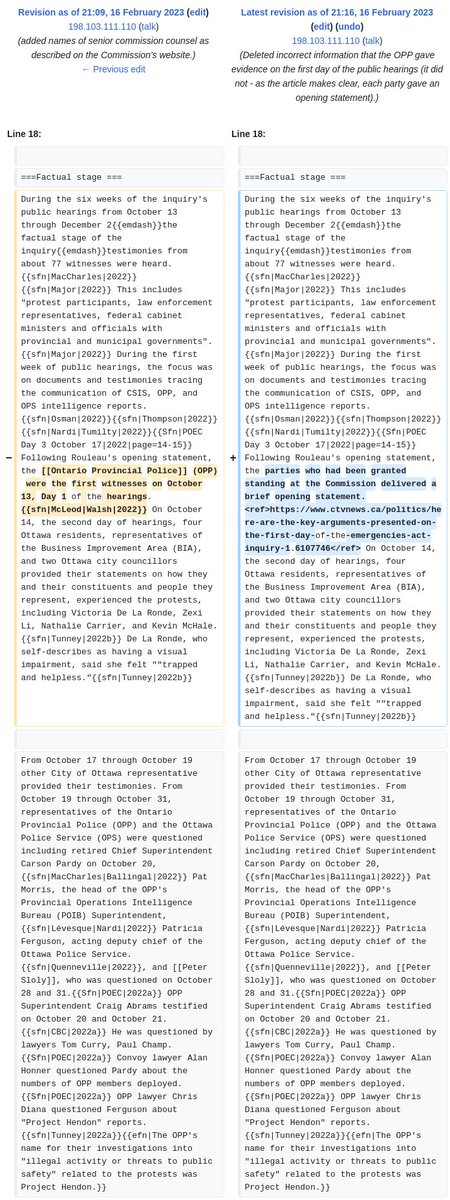 Revision as of 21:09, 16 February 2023 (edit)
198.103.111.110 (talk)
(added names of senior commission counsel as
described on the Commission's website.)
← Previous edit
Latest revision as of 21:16, 16 February 2023
(edit) (undo)
198.103.111.110 (talk)
(Deleted incorrect information that the OPP gave
evidence on the first day of the public hearings (it did
not - as the article makes clear, each party gave an
opening statement).)
Line 18:
Line 18:
===Factual stage ===
===Factual stage ===
−
During the six weeks of the inquiry's
public hearings from October 13
through December 2{{emdash}}the
factual stage of the
inquiry{{emdash}}testimonies from
about 77 witnesses were heard.
{{sfn|MacCharles|2022}}
{{sfn|Major|2022}} This includes
"protest participants, law enforcement
representatives, federal cabinet
ministers and officials with
provincial and municipal governments".
{{sfn|Major|2022}} During the first
week of public hearings, the focus was
on documents and testimonies tracing
the communication of CSIS, OPP, and
OPS intelligence reports.
{{sfn|Osman|2022}}{{sfn|Thompson|2022}}
{{sfn|Nardi|Tumilty|2022}}{{Sfn|POEC
Day 3 October 17|2022|page=14-15}}
Following Rouleau's opening statement,
the [[Ontario Provincial Police]] (OPP)
were the first witnesses on October
13, Day 1 of the hearings.
{{sfn|McLeod|Walsh|2022}} On October
14, the second day of hearings, four
Ottawa residents, representatives of
the Business Improvement Area (BIA),
and two Ottawa city councillors
provided their statements on how they
and their constituents and people they
represent, experienced the protests,
including Victoria De La Ronde, Zexi
Li, Nathalie Carrier, and Kevin McHale.
{{sfn|Tunney|2022b}} De La Ronde, who
self-describes as having a visual
impairment, said she felt ""trapped
and helpless."{{sfn|Tunney|2022b}}
+
During the six weeks of the inquiry's
public hearings from October 13
through December 2{{emdash}}the
factual stage of the
inquiry{{emdash}}testimonies from
about 77 witnesses were heard.
{{sfn|MacCharles|2022}}
{{sfn|Major|2022}} This includes
"protest participants, law enforcement
representatives, federal cabinet
ministers and officials with
provincial and municipal governments".
{{sfn|Major|2022}} During the first
week of public hearings, the focus was
on documents and testimonies tracing
the communication of CSIS, OPP, and
OPS intelligence reports.
{{sfn|Osman|2022}}{{sfn|Thompson|2022}}
{{sfn|Nardi|Tumilty|2022}}{{Sfn|POEC
Day 3 October 17|2022|page=14-15}}
Following Rouleau's opening statement,
the parties who had been granted
standing at the Commission delivered a
brief opening statement.
<ref>https://www.ctvnews.ca/politics/he
re-are-the-key-arguments-presented-on-
the-first-day-of-the-emergencies-act-
inquiry-1.6107746</ref> On October 14,
the second day of hearings, four
Ottawa residents, representatives of
the Business Improvement Area (BIA),
and two Ottawa city councillors
provided their statements on how they
and their constituents and people they
represent, experienced the protests,
including Victoria De La Ronde, Zexi
Li, Nathalie Carrier, and Kevin McHale.
{{sfn|Tunney|2022b}} De La Ronde, who
self-describes as having a visual
impairment, said she felt ""trapped
and helpless."{{sfn|Tunney|2022b}}
From October 17 through October 19
other City of Ottawa representative
provided their testimonies. From
October 19 through October 31,
representatives of the Ontario
Provincial Police (OPP) and the Ottawa
Police Service (OPS) were questioned
including retired Chief Superintendent
Carson Pardy on October 20,
{{sfn|MacCharles|Ballingal|2022}} Pat
Morris, the head of the OPP's
Provincial Operations Intelligence
Bureau (POIB) Superintendent,
{{sfn|Lévesque|Nardi|2022}} Patricia
Ferguson, acting deputy chief of the
Ottawa Police Service.
{{sfn|Quenneville|2022}}, and [[Peter
Sloly]], who was questioned on October
28 and 31.{{Sfn|POEC|2022a}} OPP
Superintendent Craig Abrams testified
on October 20 and October 21.
{{sfn|CBC|2022a}} He was questioned by
lawyers Tom Curry, Paul Champ.
{{Sfn|POEC|2022a}} Convoy lawyer Alan
Honner questioned Pardy about the
numbers of OPP members deployed.
{{Sfn|POEC|2022a}} OPP lawyer Chris
Diana questioned Ferguson about
"Project Hendon" reports.
{{sfn|Tunney|2022a}}{{efn|The OPP's
name for their investigations into
"illegal activity or threats to public
safety" related to the protests was
Project Hendon.}}
From October 17 through October 19
other City of Ottawa representative
provided their testimonies. From
October 19 through October 31,
representatives of the Ontario
Provincial Police (OPP) and the Ottawa
Police Service (OPS) were questioned
including retired Chief Superintendent
Carson Pardy on October 20,
{{sfn|MacCharles|Ballingal|2022}} Pat
Morris, the head of the OPP's
Provincial Operations Intelligence
Bureau (POIB) Superintendent,
{{sfn|Lévesque|Nardi|2022}} Patricia
Ferguson, acting deputy chief of the
Ottawa Police Service.
{{sfn|Quenneville|2022}}, and [[Peter
Sloly]], who was questioned on October
28 and 31.{{Sfn|POEC|2022a}} OPP
Superintendent Craig Abrams testified
on October 20 and October 21.
{{sfn|CBC|2022a}} He was questioned by
lawyers Tom Curry, Paul Champ.
{{Sfn|POEC|2022a}} Convoy lawyer Alan
Honner questioned Pardy about the
numbers of OPP members deployed.
{{Sfn|POEC|2022a}} OPP lawyer Chris
Diana questioned Ferguson about
"Project Hendon" reports.
{{sfn|Tunney|2022a}}{{efn|The OPP's
name for their investigations into
"illegal activity or threats to public
safety" related to the protests was
Project Hendon.}}